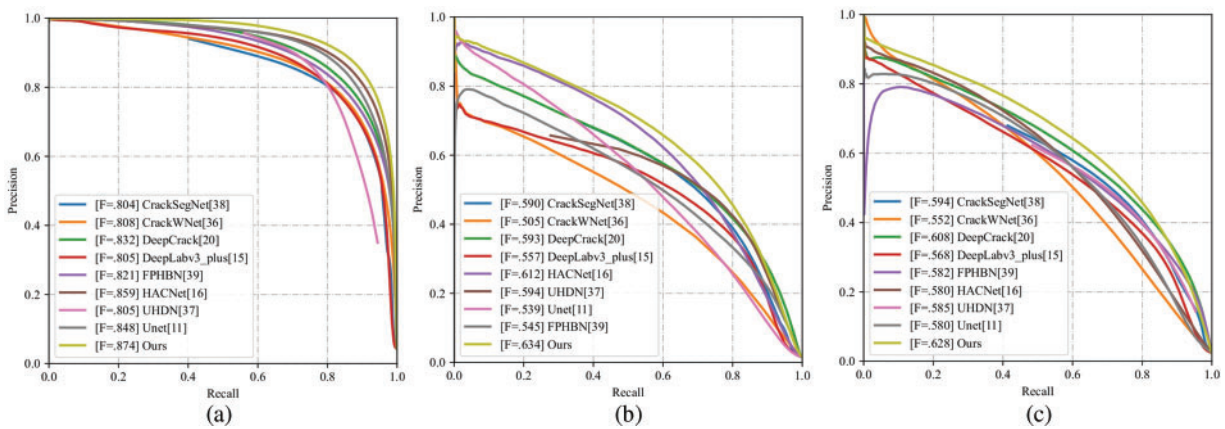 1.0
0.8
0.6
0.4
0.2
0.0
Precision
[F=.804] CrackSegNet[38]
[F=.808] CrackWNet[36]
[F=.832] DeepCrack[20]
[F=.805] DeepLabv3_plus[15]
[F=.821] FPHBN[39]
[F=.859] HACNet[16]
[F=.805] UHDN[37]
[F=.848] Unet[11]
[F=.874] Ours
0.0 0.2 0.4 0.6 0.8 1.0
Recall
(a)
1.0
0.8
0.6
0.4
0.2
0.0
Precision
[F=.590] CrackSegNet[38]
[F=.505] CrackWNet[36]
[F=.593] DeepCrack[20]
[F=.557] DeepLabv3_plus[15]
[F=.612] HACNet[16]
[F=.594] UHDN[37]
[F=.539] Unet[11]
[F=.545] FPHBN[39]
[F=.634] Ours
0.0 0.2 0.4 0.6 0.8 1.0
Recall
(b)
1.0
0.8
0.6
0.4
0.2
0.0
Precision
[F=.594] CrackSegNet[38]
[F=.552] CrackWNet[36]
[F=.608] DeepCrack[20]
[F=.568] DeepLabv3_plus[15]
[F=.582] FPHBN[39]
[F=.580] HACNet[16]
[F=.585] UHDN[37]
[F=.580] Unet[11]
[F=.628] Ours
0.0 0.2 0.4 0.6 0.8 1.0
Recall
(c)